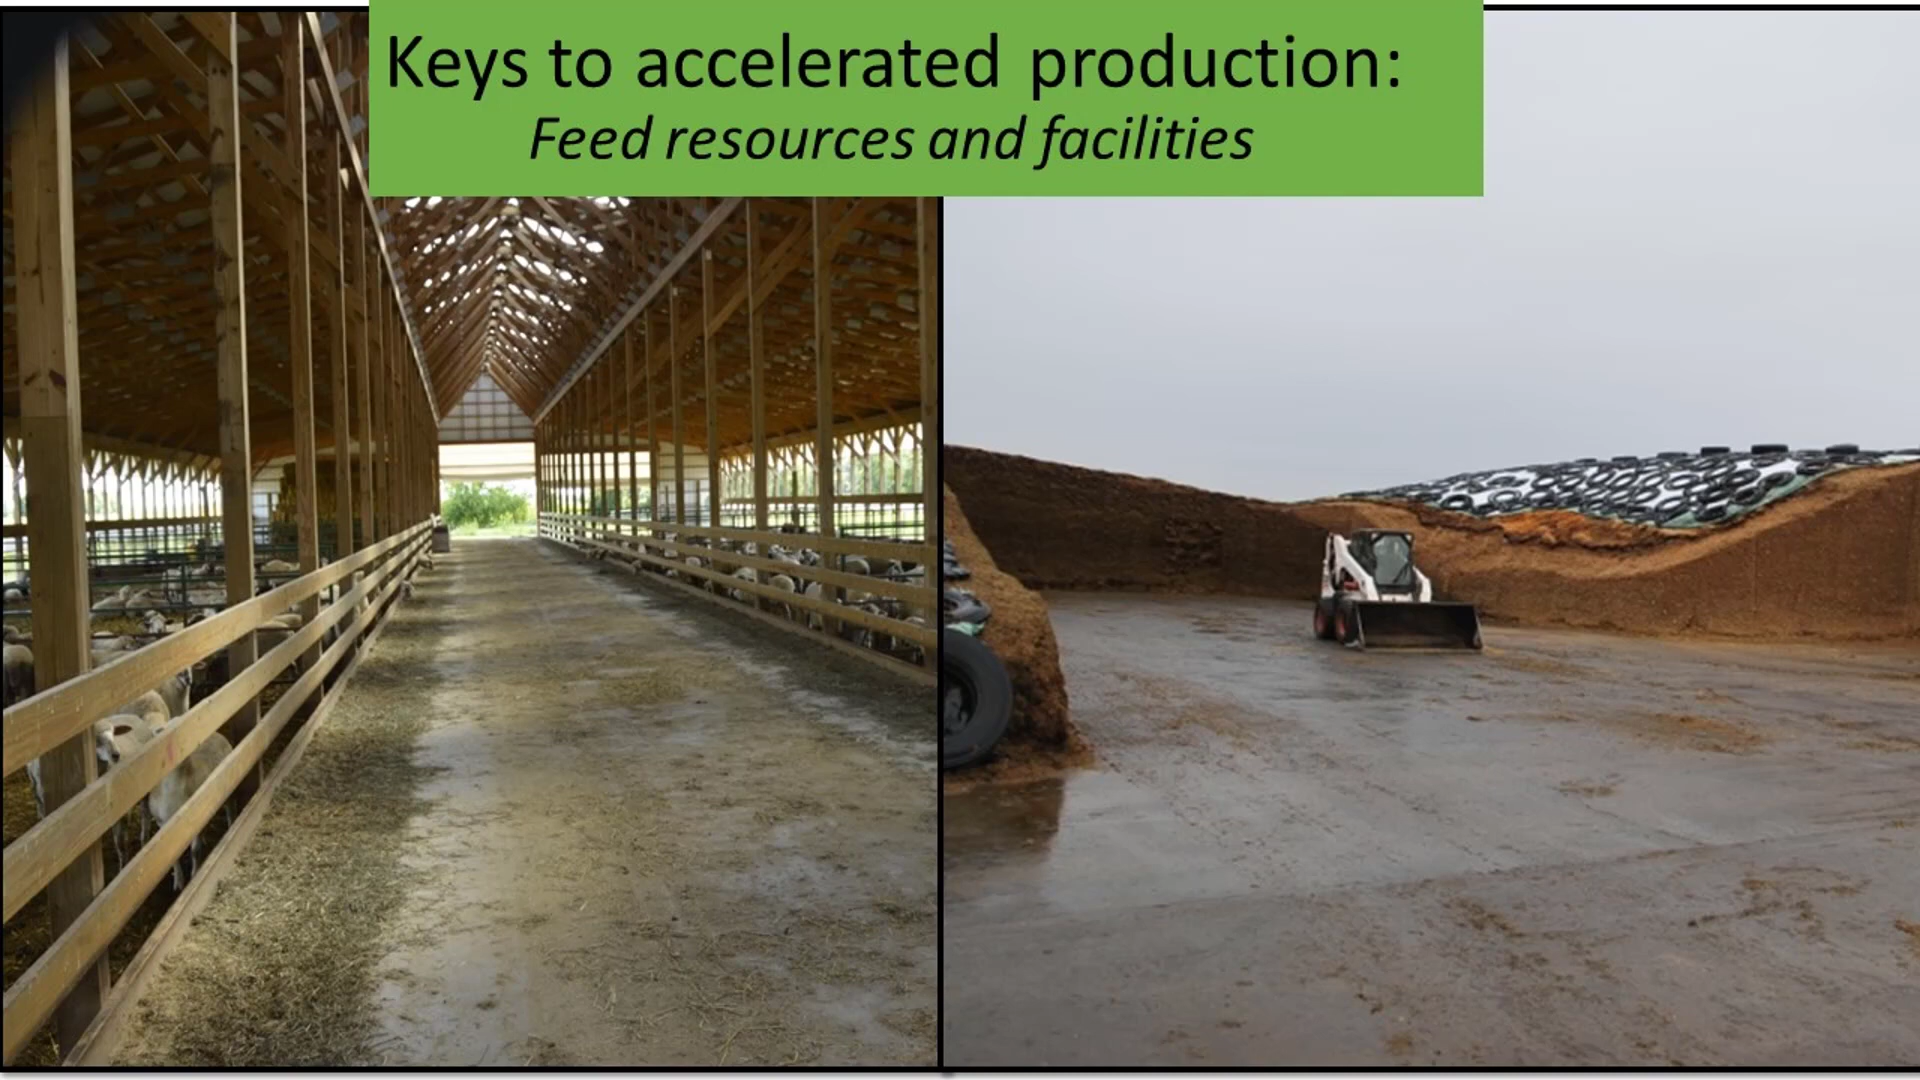 Keys to accelerated production:
Feed resources and facilities